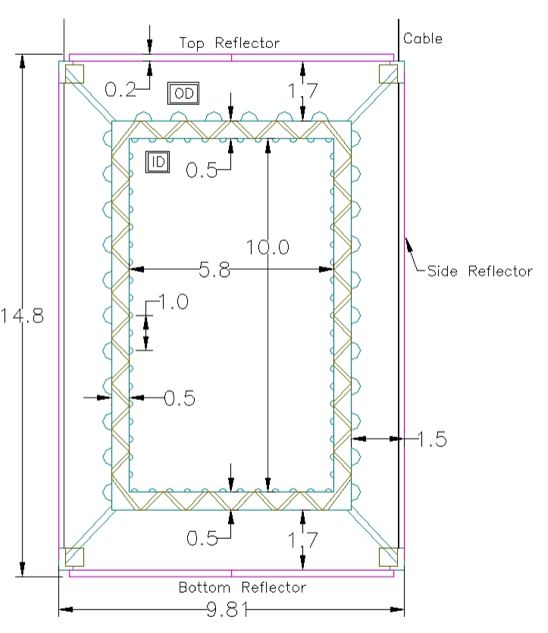 Top Reflector
Cable
0.2
OD
1.7
0.5
ID
10.0
5.8
Side Reflector
1.0
14.8
0.5
1.5
0.5
1.7
Bottom Reflector
9.81